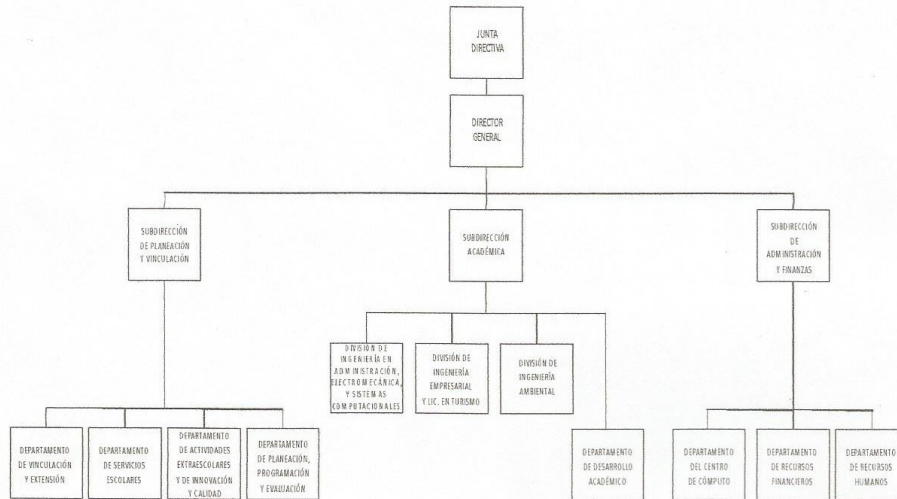 JUNTA
DIRECTIVA
DIRECTOR
GENERAL
SUBDIRECCIÓN
DE PLANEACIÓN
Y VINCULACIÓN
SUBDIRECCIÓN
ACADÉMICA
SUBDIRECCIÓN
DE
ADMINISTRACIÓN
Y FINANZAS
DIVISIÓN DE
INGENIERÍA EN
ADMINISTRACIÓN,
ELECTROMECÁNICA,
Y SISTEMAS
COMPUTACIONALES
DIVISIÓN DE
INGENIERÍA
EMPRESARIAL
Y LIC. EN TURISMO
DIVISIÓN DE
INGENIERÍA
AMBIENTAL
DEPARTAMENTO
DE VINCULACIÓN
Y EXTENSIÓN
DEPARTAMENTO
DE SERVICIOS
ESCOLARES
DEPARTAMENTO
DE ACTIVIDADES
EXTRAESCOLARES
Y DE INNOVACIÓN
Y CALIDAD
DEPARTAMENTO
DE PLANEACIÓN,
PROGRAMACIÓN
Y EVALUACIÓN
DEPARTAMENTO
DE DESARROLLO
ACADÉMICO
DEPARTAMENTO
DEL CENTRO
DE CÓMPUTO
DEPARTAMENTO
DE RECURSOS
FINANCIEROS
DEPARTAMENTO
DE RECURSOS
HUMANOS